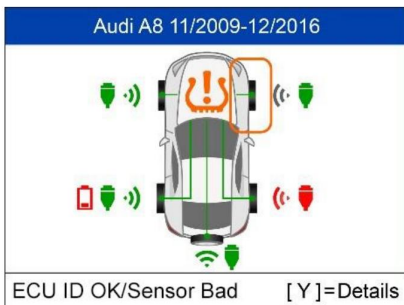 Audi A8 11/2009-12/2016
ECU ID OK/Sensor Bad [ Y ]=Details